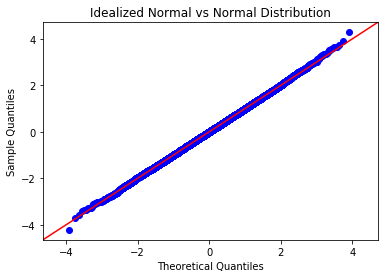 Idealized Normal vs Normal Distribution
4
2
0
−2
−4
Sample Quantiles
−4 −2 0 2 4
Theoretical Quantiles